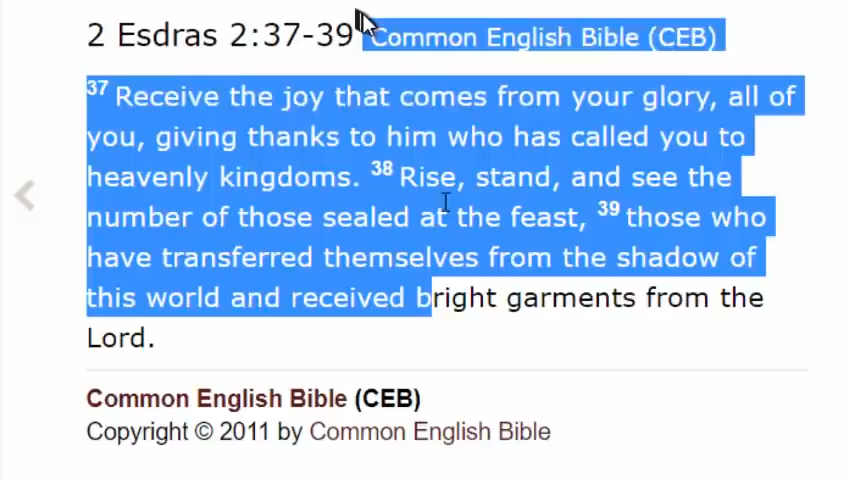 2 Esdras 2:37-39 Common English Bible (CEB)
37 Receive the joy that comes from your glory, all of
you, giving thanks to him who has called you to
heavenly kingdoms. 38 Rise, stand, and see the
number of those sealed at the feast, 39 those who
have transferred themselves from the shadow of
this world and received bright garments from the
Lord.
Common English Bible (CEB)
Copyright © 2011 by Common English Bible